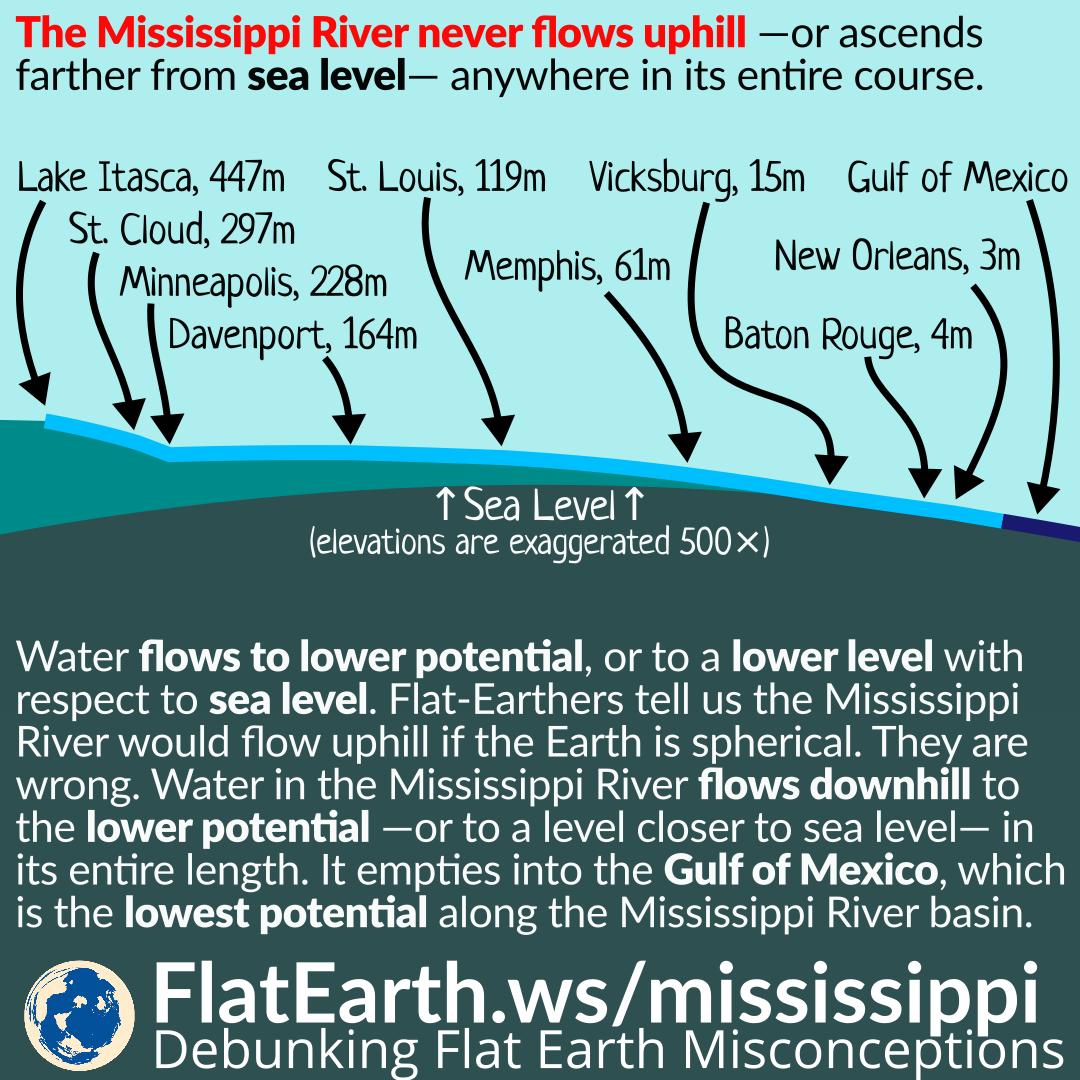 The Mississippi River never flows uphill —or ascends
farther from sea level— anywhere in its entire course.
Lake Itasca, 447m
St. Louis, 119m
Vicksburg, 15m
Gulf of Mexico
St. Cloud, 297m
Memphis, 61m
New Orleans, 3m
Minneapolis, 228m
Davenport, 164m
Baton Rouge, 4m
↑Sea Level↑
(elevations are exaggerated 500×)
Water flows to lower potential, or to a lower level with
respect to sea level. Flat-Earthers tell us the Mississippi
River would flow uphill if the Earth is spherical. They are
wrong. Water in the Mississippi River flows downhill to
the lower potential —or to a level closer to sea level— in
its entire length. It empties into the Gulf of Mexico, which
is the lowest potential along the Mississippi River basin.
FlatEarth.ws/mississippi
Debunking Flat Earth Misconceptions